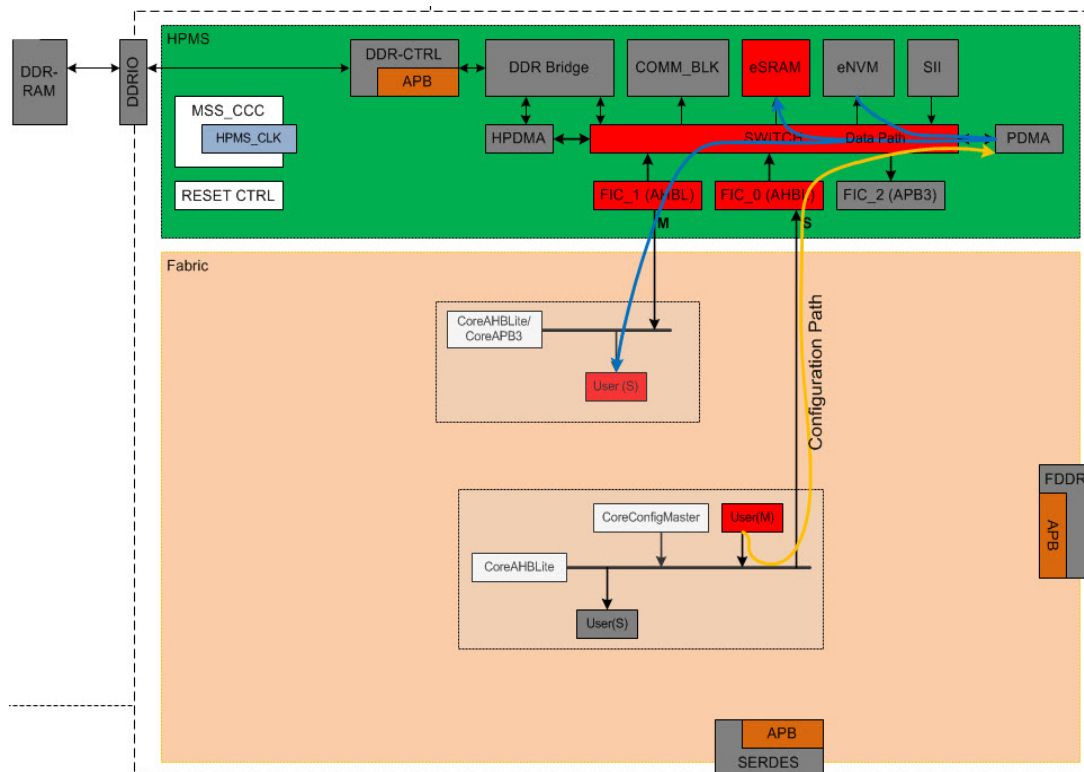 HPMS
DDR-
RAM
DDRIO
DDR-CTRL
APB
DDR Bridge
COMM_BLK
eSRAM
eNVM
SII
MSS_CCC
HPMS_CLK
HPDMA
SWITCH
Data Path
PDMA
RESET CTRL
FIC_1 (AHBL)
FIC_0 (AHBL)
FIC_2 (APB3)
M
S
Fabric
CoreAHBLite/
CoreAPB3
User (S)
Configuration Path
FDDR
APB
CoreConfigMaster
User(M)
CoreAHBLite
User(S)
APB
SERDES